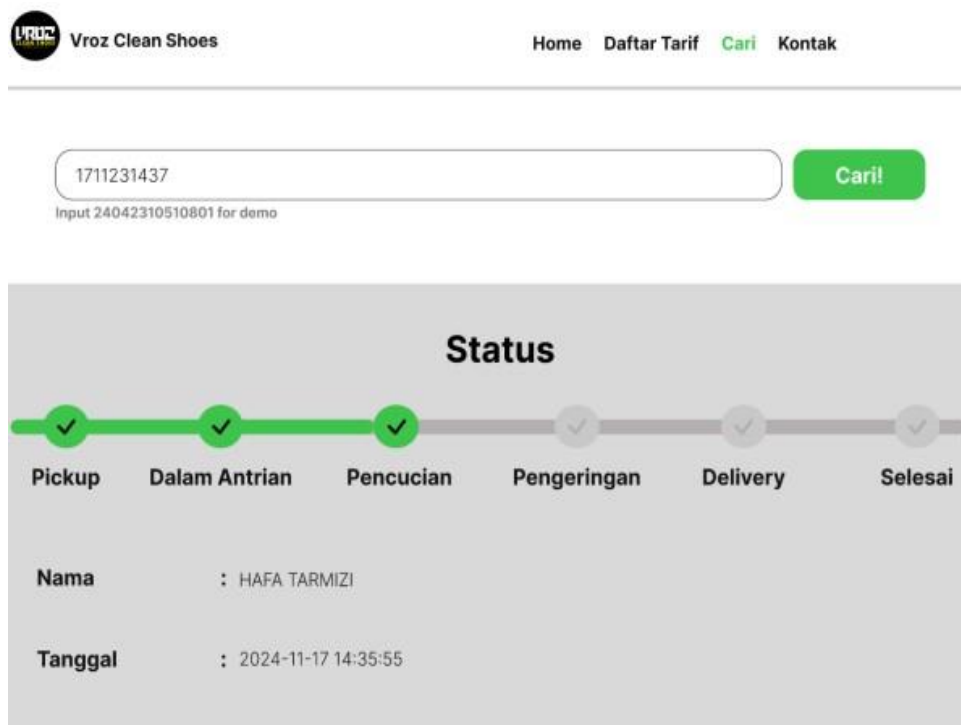 VROZ
Vroz Clean Shoes
Home Daftar Tarif Cari Kontak
1711231437
Cari!
Input 24042310510801 for demo
Status
Pickup Dalam Antrian Pencucian Pengeringan Delivery Selesai
Nama : HAFA TARMIZI
Tanggal : 2024-11-17 14:35:55